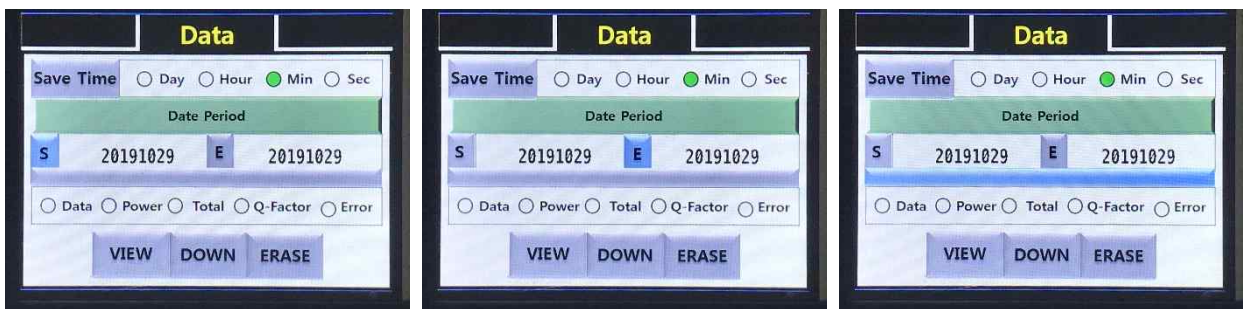 Data
Save Time Day Hour Min Sec
Date Period
S 20191029 E 20191029
Data Power Total Q-Factor Error
VIEW DOWN ERASE
Data
Save Time Day Hour Min Sec
Date Period
S 20191029 E 20191029
Data Power Total Q-Factor Error
VIEW DOWN ERASE
Data
Save Time Day Hour Min Sec
Date Period
S 20191029 E 20191029
Data Power Total Q-Factor Error
VIEW DOWN ERASE